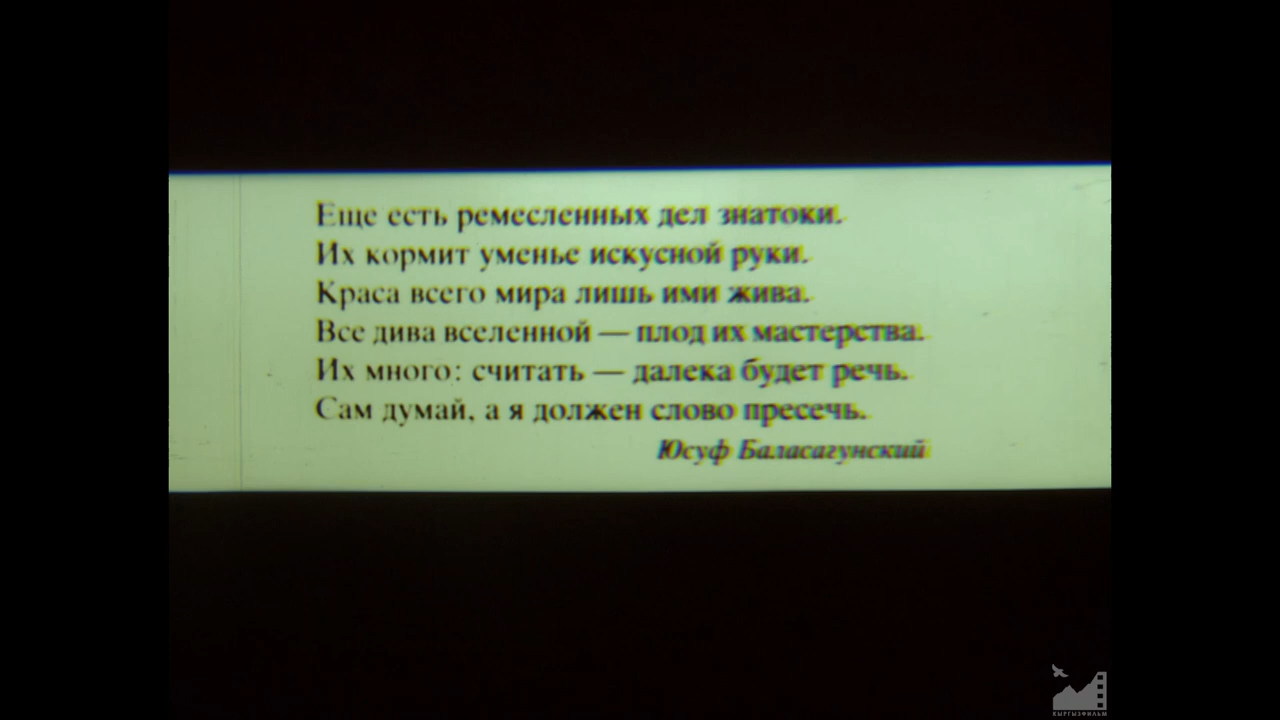 Еще есть ремесленных дел знатоки.
Их кормит уменье искусной руки.
Краса всего мира лишь ими жива.
Все дива вселенной — плод их мастерства.
Их много: считать — далека будет речь.
Сам думай, а я должен слово пресечь.
Юсуф Баласагунский
КЫРГЫЗФИЛЬМ